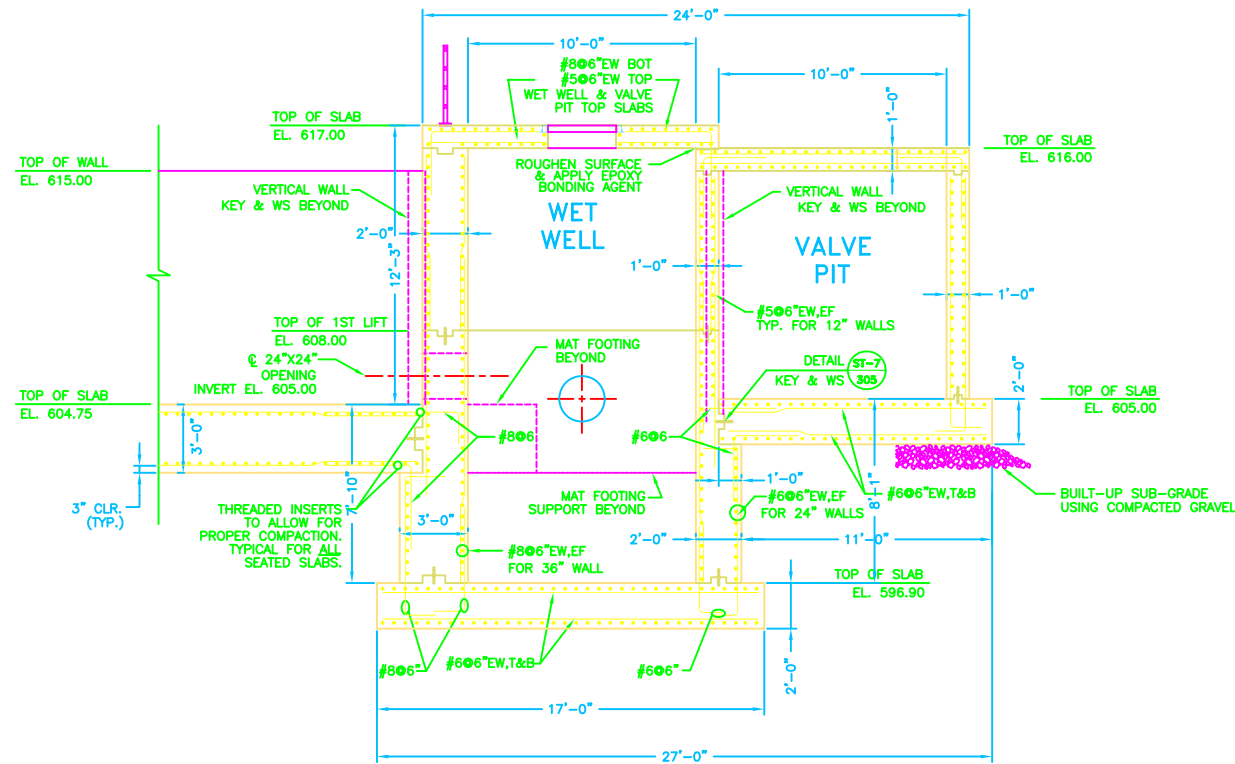 24'-0"
10'-0"
#8@6"EW BOT
#5@6"EW TOP
WET WELL & VALVE
PIT TOP SLABS
10'-0"
1'-0"
TOP OF SLAB
EL. 617.00
TOP OF SLAB
EL. 616.00
TOP OF WALL
EL. 615.00
ROUGHEN SURFACE
& APPLY EPOXY
BONDING AGENT
VERTICAL WALL
KEY & WS BEYOND
VERTICAL WALL
KEY & WS BEYOND
WET
WELL
VALVE
PIT
2'-0"
12'-3"
1'-0"
1'-0"
#5@6"EW,EF
TYP. FOR 12" WALLS
TOP OF 1ST LIFT
EL. 608.00
MAT FOOTING
BEYOND
℄ 24"X24"
OPENING
INVERT EL. 605.00
DETAIL
KEY & WS
ST-7
303
2'-0"
TOP OF SLAB
EL. 604.75
TOP OF SLAB
EL. 605.00
3'-0"
#8@6
#6@6
3" CLR.
(TYP.)
7'-10"
THREADED INSERTS
TO ALLOW FOR
PROPER COMPACTION.
TYPICAL FOR ALL
SEATED SLABS.
MAT FOOTING
SUPPORT BEYOND
1'-0"
#6@6"EW,EF
FOR 24" WALLS
#6@6"EW,T&B
8'-1"
BUILT-UP SUB-GRADE
USING COMPACTED GRAVEL
3'-0"
2'-0"
11'-0"
#8@6"EW,EF
FOR 36" WALL
TOP OF SLAB
EL. 596.90
#8@6"
#6@6"EW,T&B
#6@6"
2'-0"
17'-0"
27'-0"